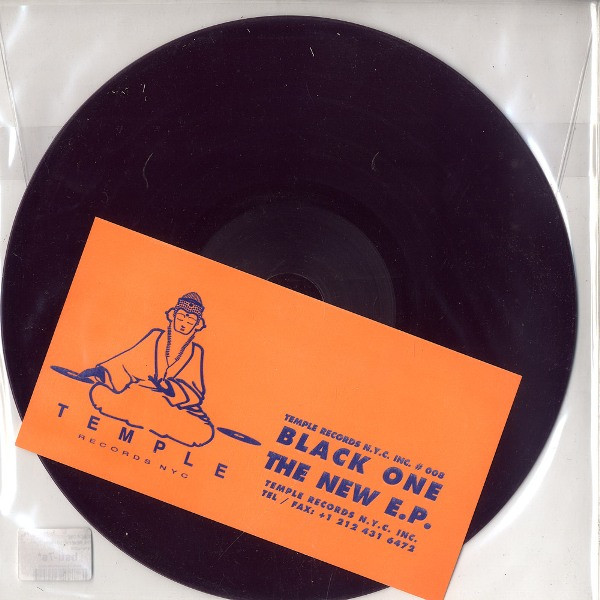 TEMPLE
RECORDS NYC
TEMPLE RECORDS N.Y.C. INC. # 008
BLACK ONE
THE NEW E.P.
TEMPLE RECORDS N.Y.C. INC.
TEL / FAX: +1 212 431 6472